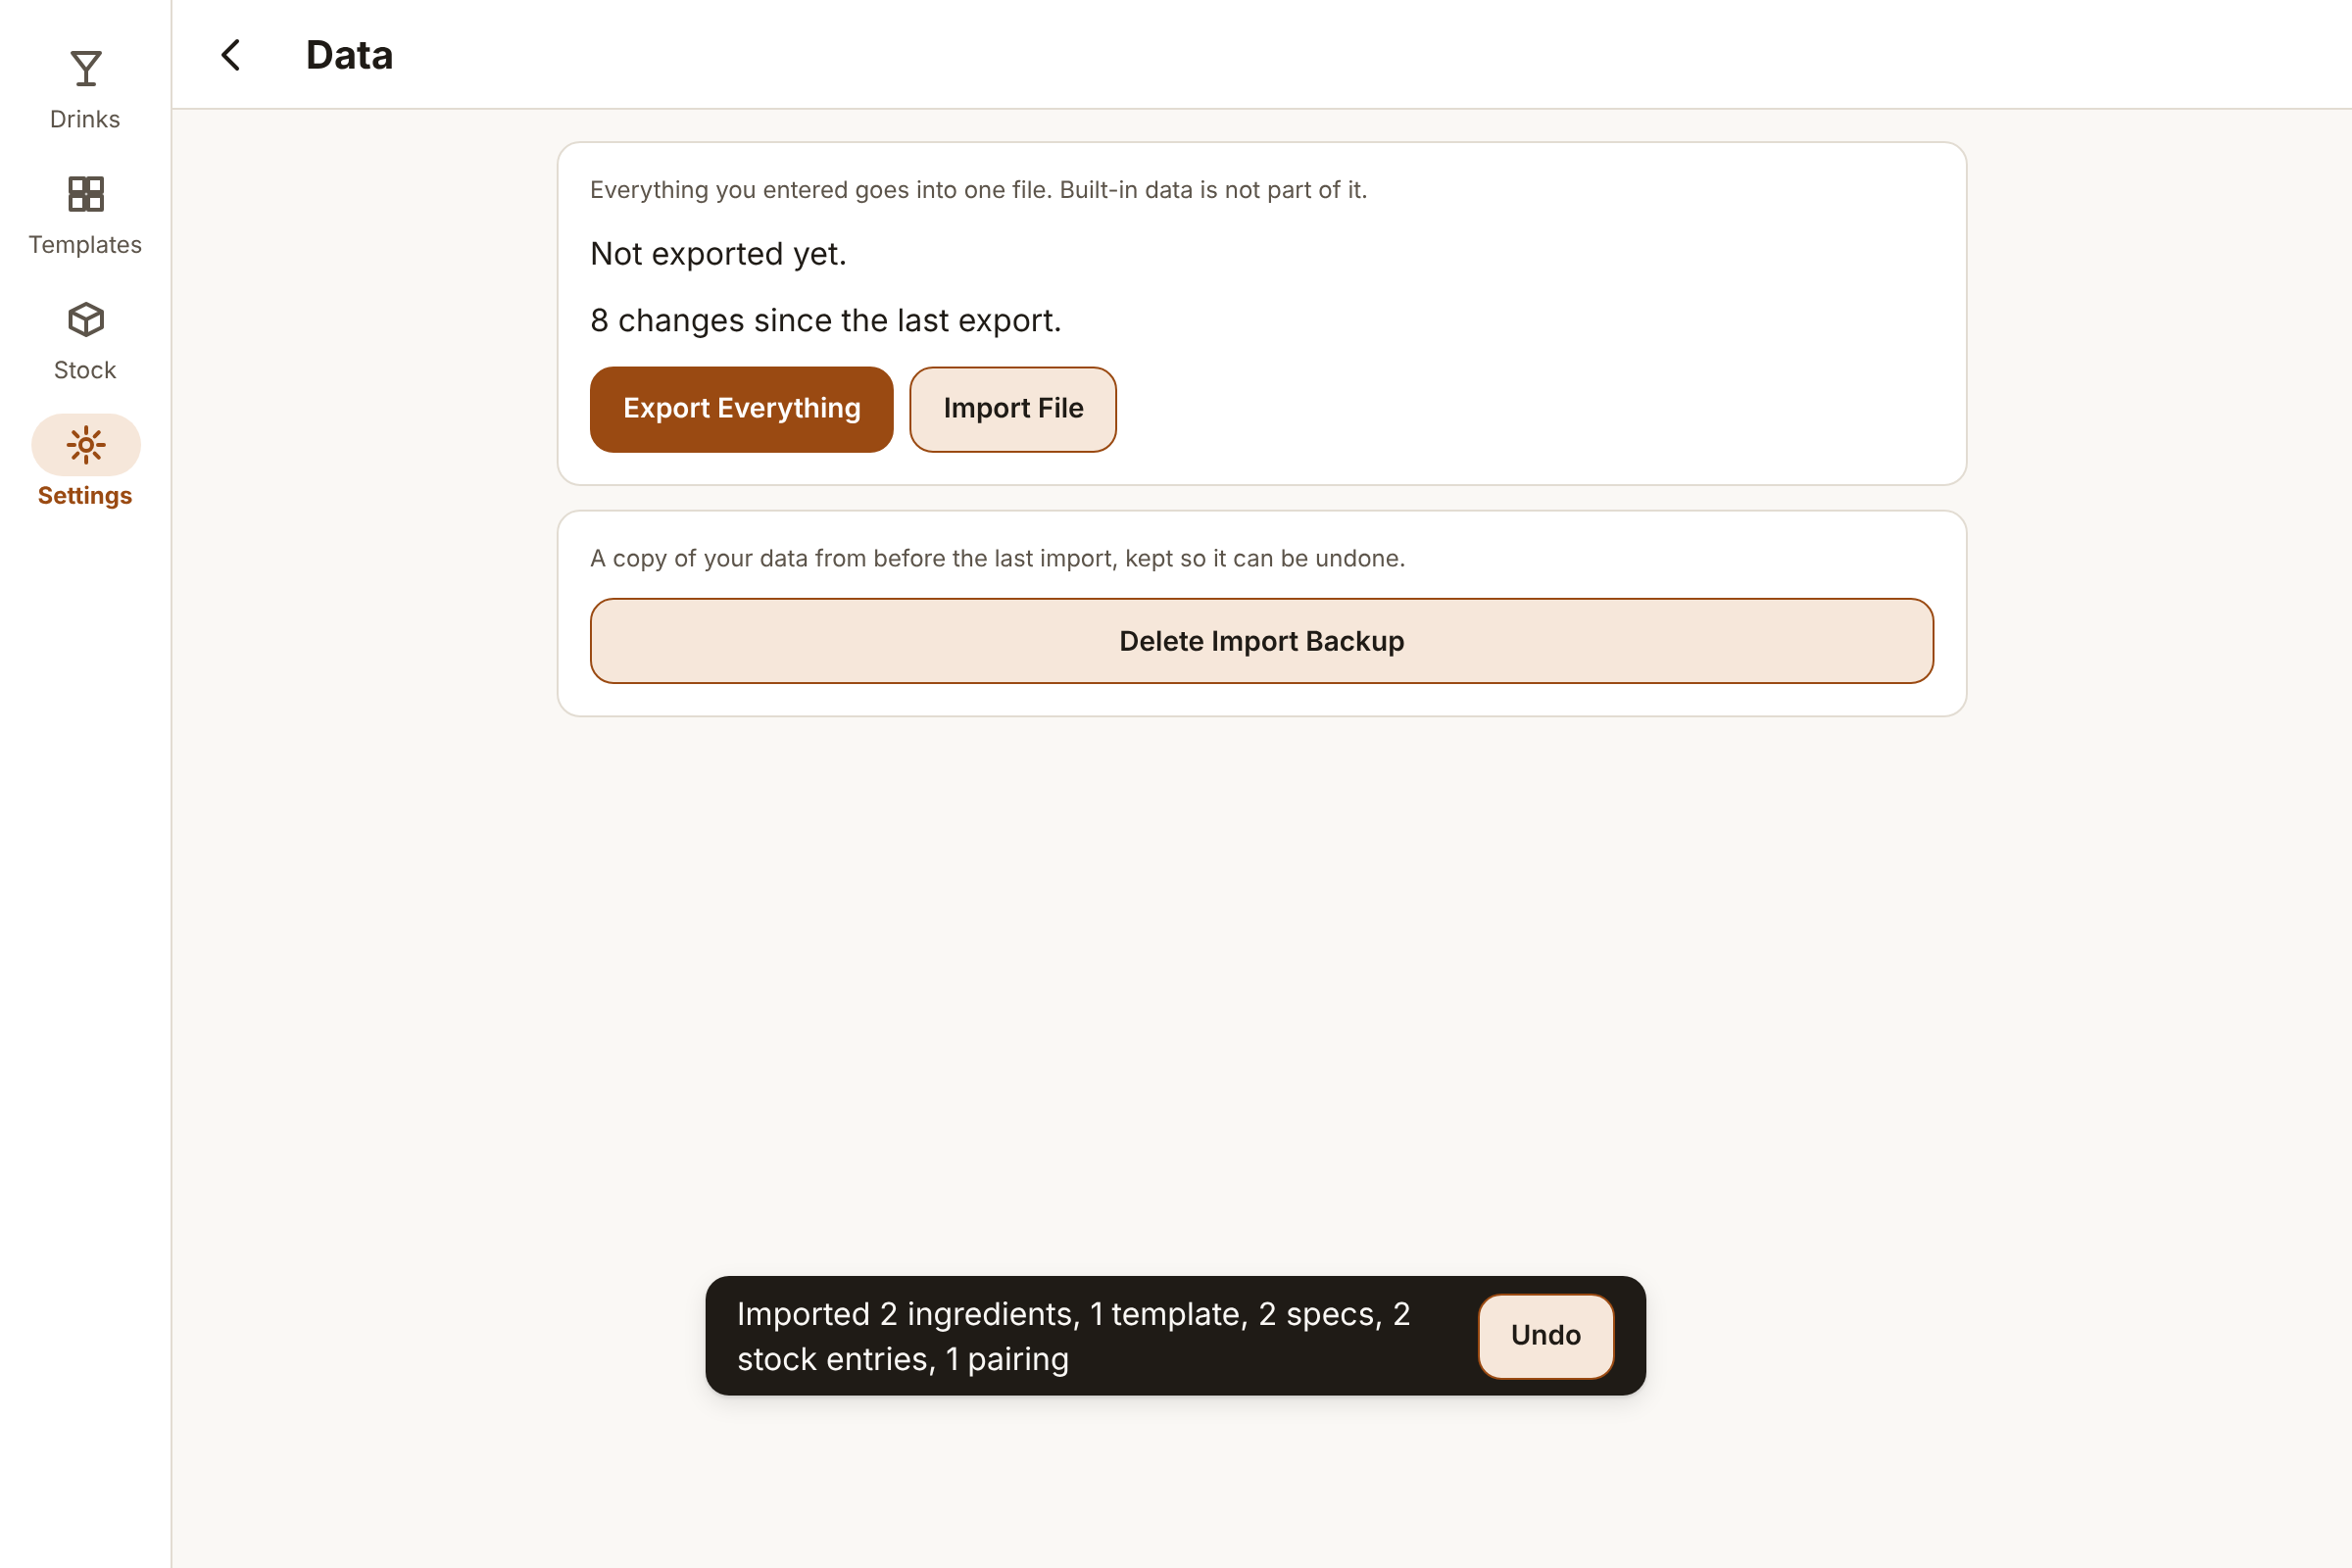 Drinks
Templates
Stock
Settings
Data
Everything you entered goes into one file. Built-in data is not part of it.
Not exported yet.
8 changes since the last export.
Export Everything
Import File
A copy of your data from before the last import, kept so it can be undone.
Delete Import Backup
Imported 2 ingredients, 1 template, 2 specs, 2
stock entries, 1 pairing
Undo